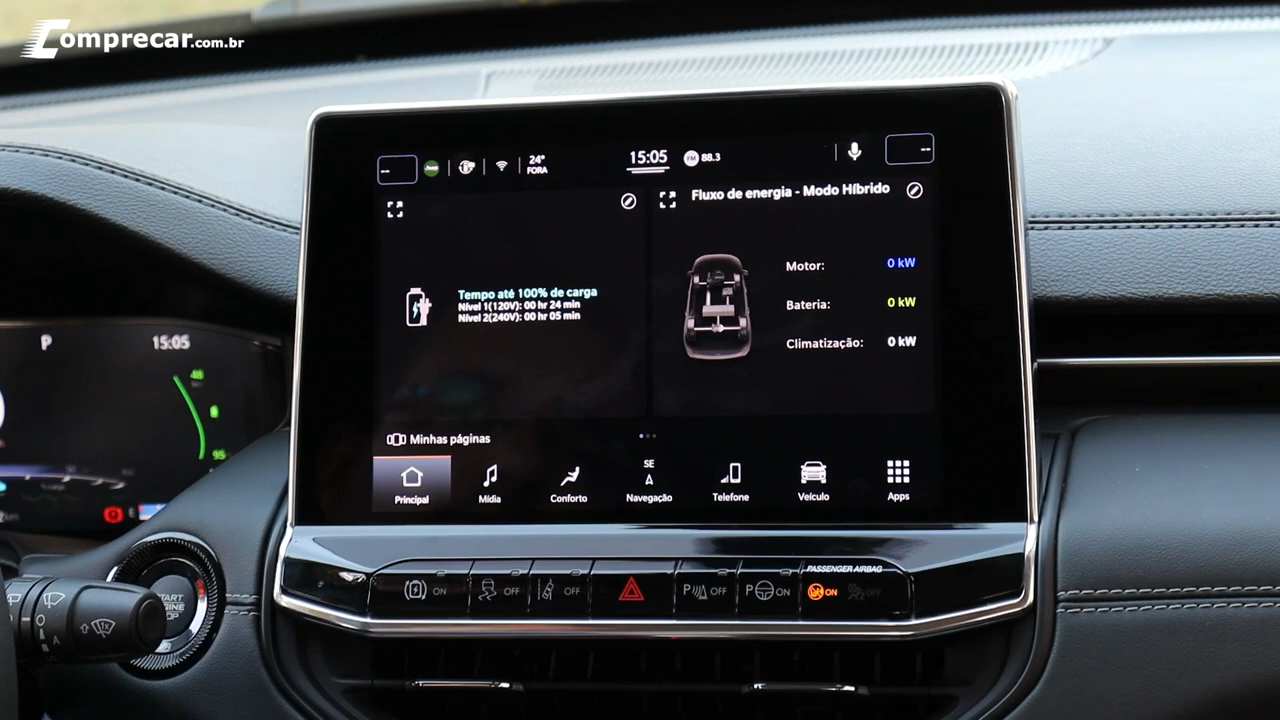 Comprecar.com.br
--
Jeep
24°
FORA
15:05
FM 88.3
--
Fluxo de energia - Modo Híbrido
Tempo até 100% de carga
Nível 1(120V): 00 hr 24 min
Nível 2(240V): 00 hr 05 min
Motor: 0 kW
Bateria: 0 kW
Climatização: 0 kW
P 15:05
Minhas páginas
SE
Principal
Mídia
Conforto
Navegação
Telefone
Veículo
Apps
PASSENGER AIRBAG
ON
OFF
OFF
P OFF
P ON
ON
OFF
START
ENGINE
STOP
1x
O
A
E